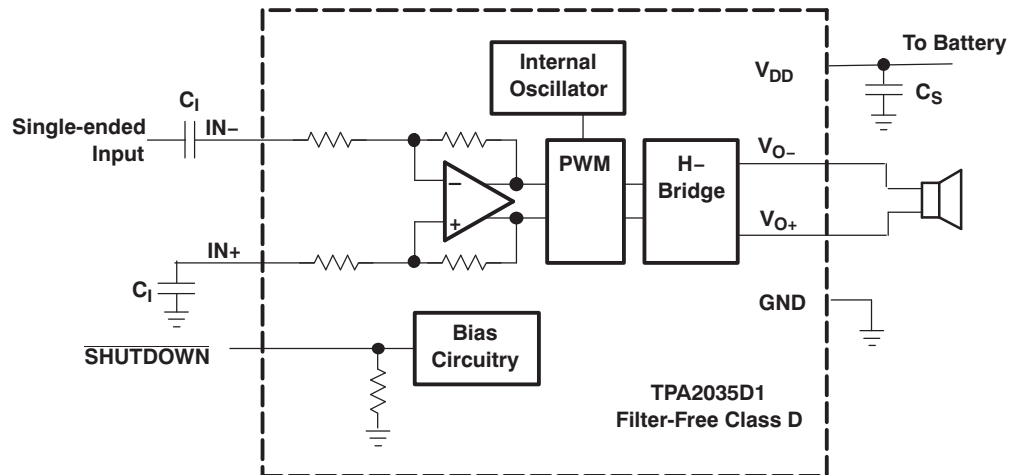 Internal
Oscillator
To Battery
VDD
CS
CI
Single-ended
Input
IN−
PWM
H−
Bridge
VO−
−
+
VO+
IN+
CI
GND
SHUTDOWN
Bias
Circuitry
TPA2035D1
Filter-Free Class D